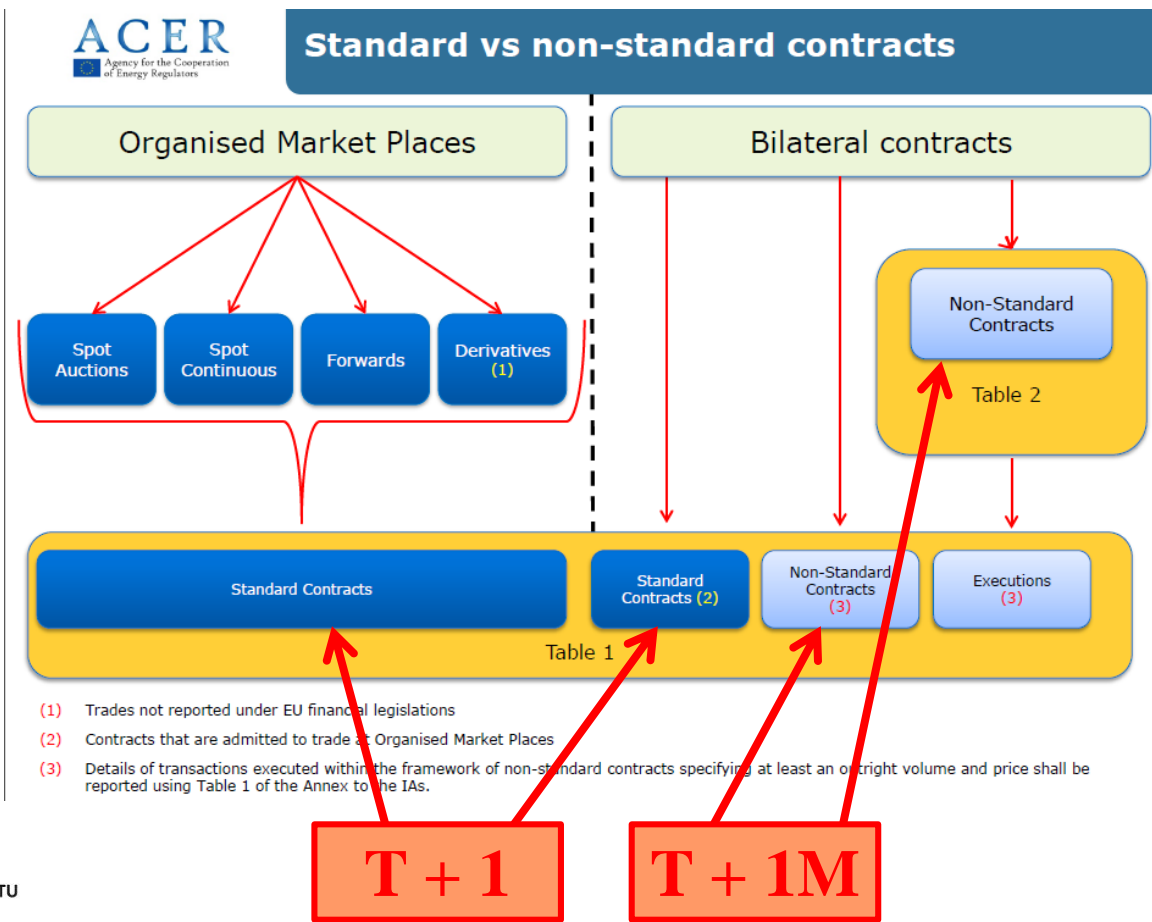 ACER
Agency for the Cooperation
of Energy Regulators
Standard vs non-standard contracts
Organised Market Places
Bilateral contracts
Spot
Auctions
Spot
Continuous
Forwards
Derivatives
(1)
Non-Standard
Contracts
Table 2
Standard Contracts
Standard
Contracts (2)
Non-Standard
Contracts
(3)
Executions
(3)
Table 1
(1) Trades not reported under EU financial legislations
(2) Contracts that are admitted to trade at Organised Market Places
(3) Details of transactions executed within the framework of non-standard contracts specifying at least an outright volume and price shall be
reported using Table 1 of the Annex to the IAs.
T + 1
T + 1M
TU